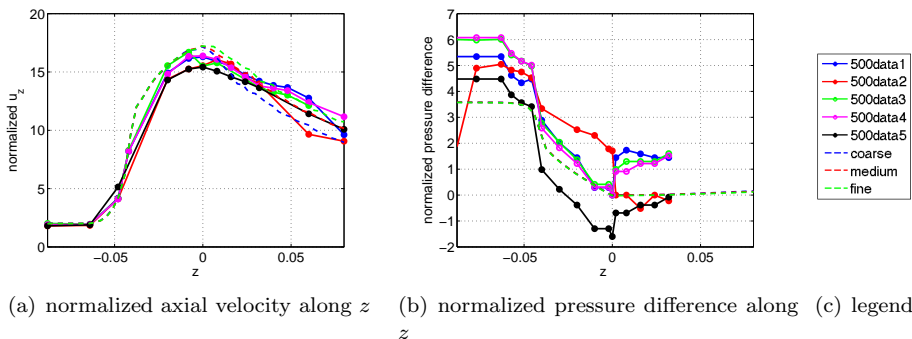 20
15
10
5
0
−0.05
0
0.05
z
normalized u_z
7
6
5
4
3
2
1
0
−1
−2
−0.05
0
0.05
z
normalized pressure difference
500data1
500data2
500data3
500data4
500data5
coarse
medium
fine
(a) normalized axial velocity along z
(b) normalized pressure difference along z
(c) legend